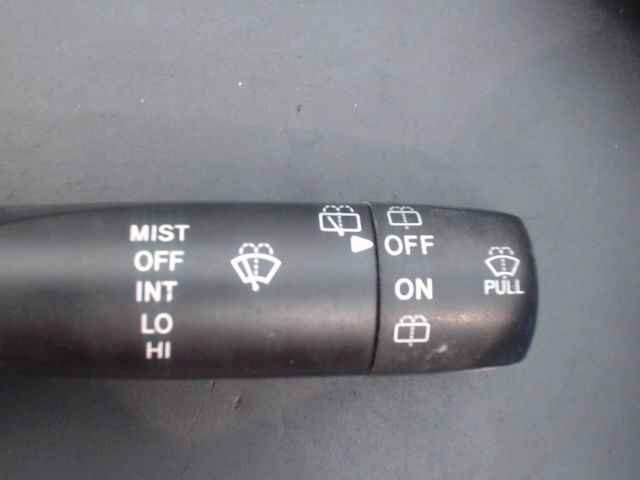 MIST
OFF
INT
LO
HI
OFF
ON
PULL